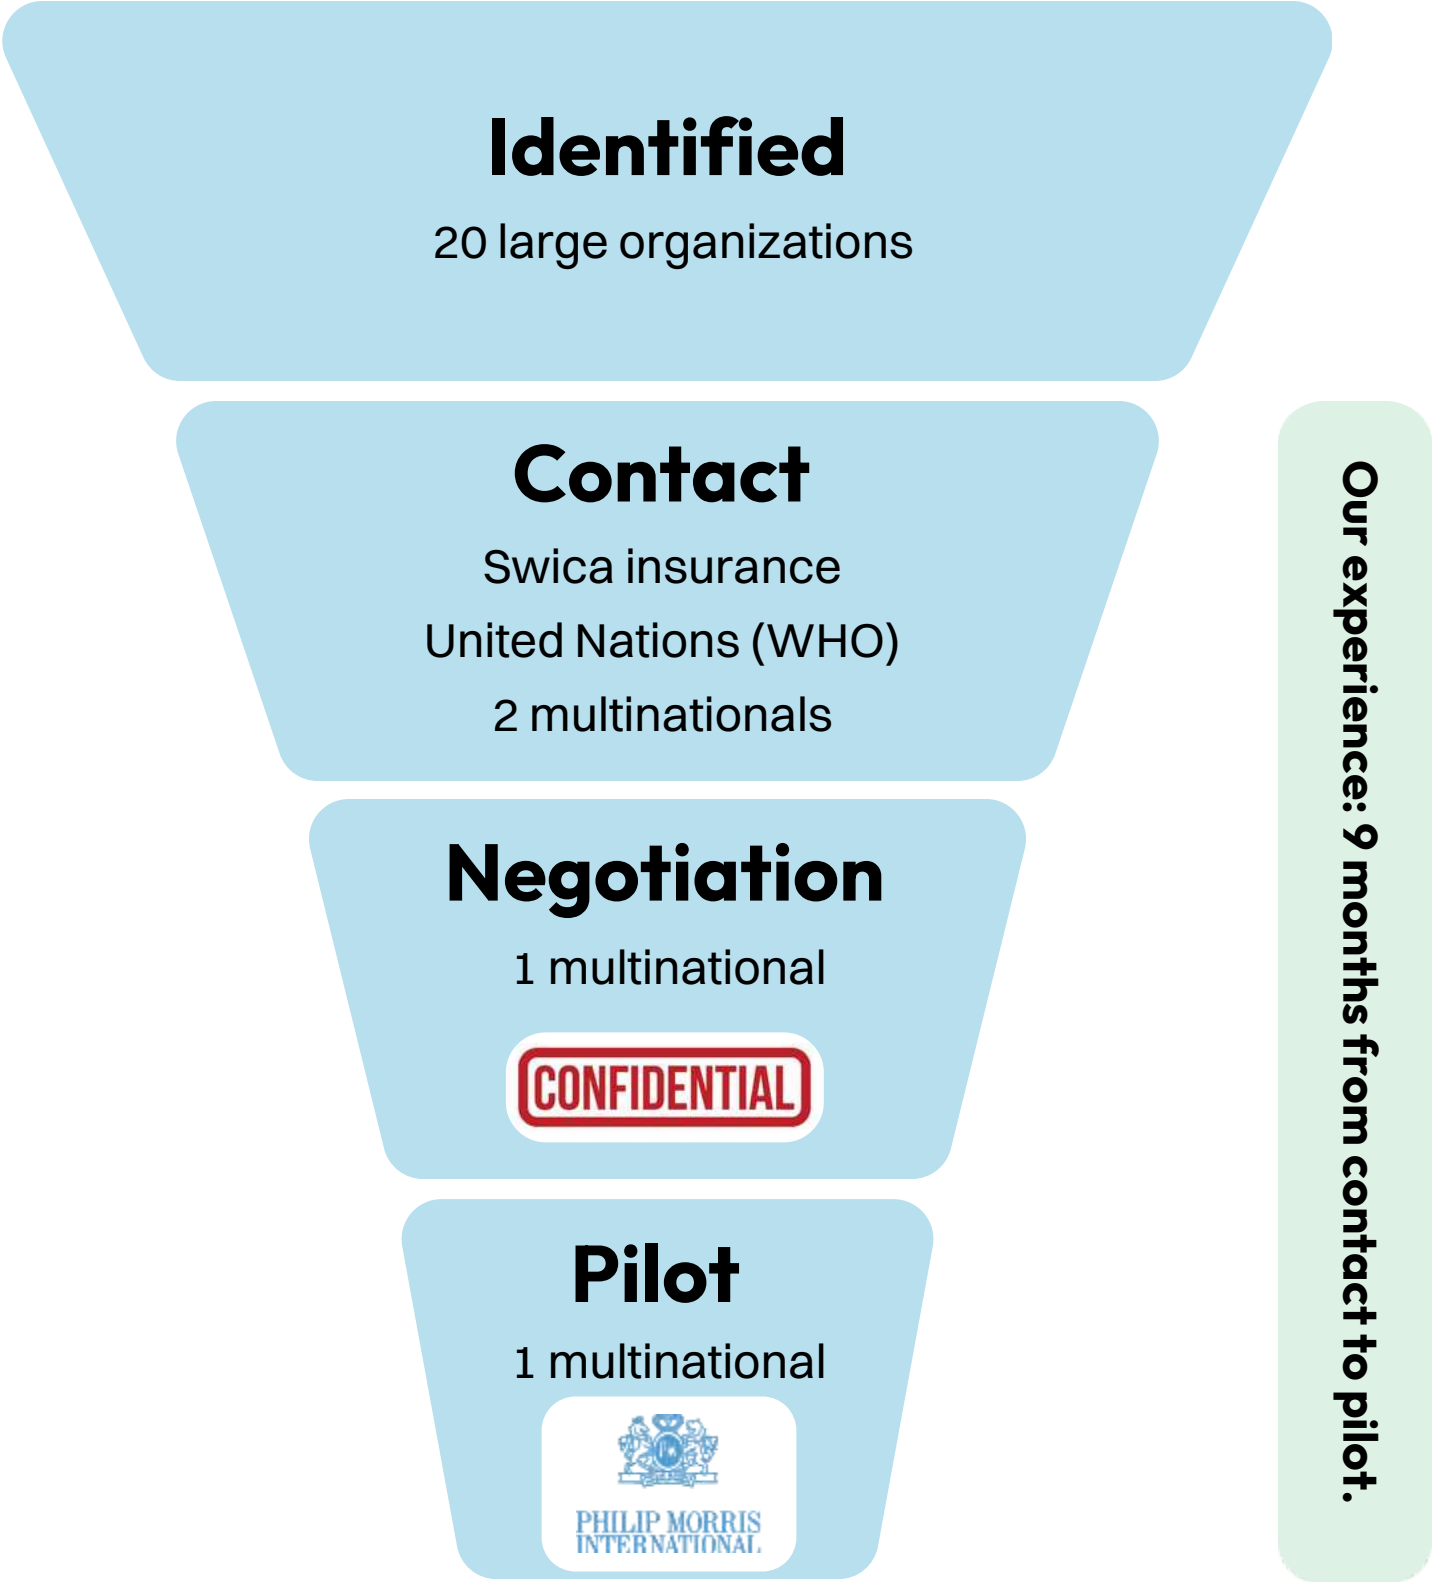 Identified
20 large organizations
Contact
Swica insurance
United Nations (WHO)
2 multinationals
Negotiation
1 multinational
CONFIDENTIAL
Pilot
1 multinational
PHILIP MORRIS
INTERNATIONAL
Our experience: 9 months from contact to pilot.